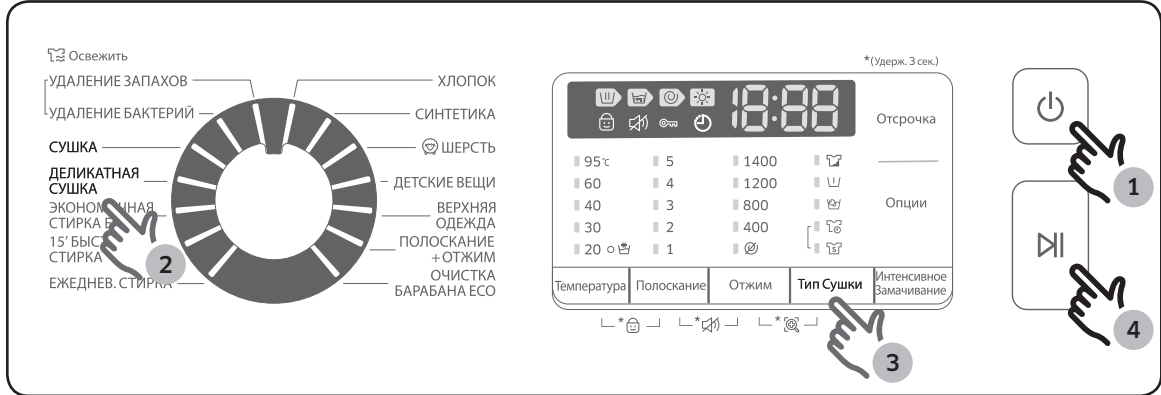 Освежить
УДАЛЕНИЕ ЗАПАХОВ
УДАЛЕНИЕ БАКТЕРИЙ
СУШКА
ДЕЛИКАТНАЯ
СУШКА
СТИРКА
15' 
СТИРКА
ЕЖЕДНЕВ. СТИРКА
2
ХЛОПОК
СИНТЕТИКА
ШЕРСТЬ
ДЕТСКИЕ ВЕЩИ
ВЕРХНЯЯ
ОДЕЖДА
ПОЛОСКАНИЕ
+ОТЖИМ
ОЧИСТКА
БАРАБАНА ECO
*(Удерж. 3 сек.)
18:88
Отсрочка
Опции
95℃ 5 1400
60 4 1200
40 3 800
30 2 400
20 1
Температура Полоскание Отжим Тип Сушки Интенсивное
Замачивание
* * *
3
1
4